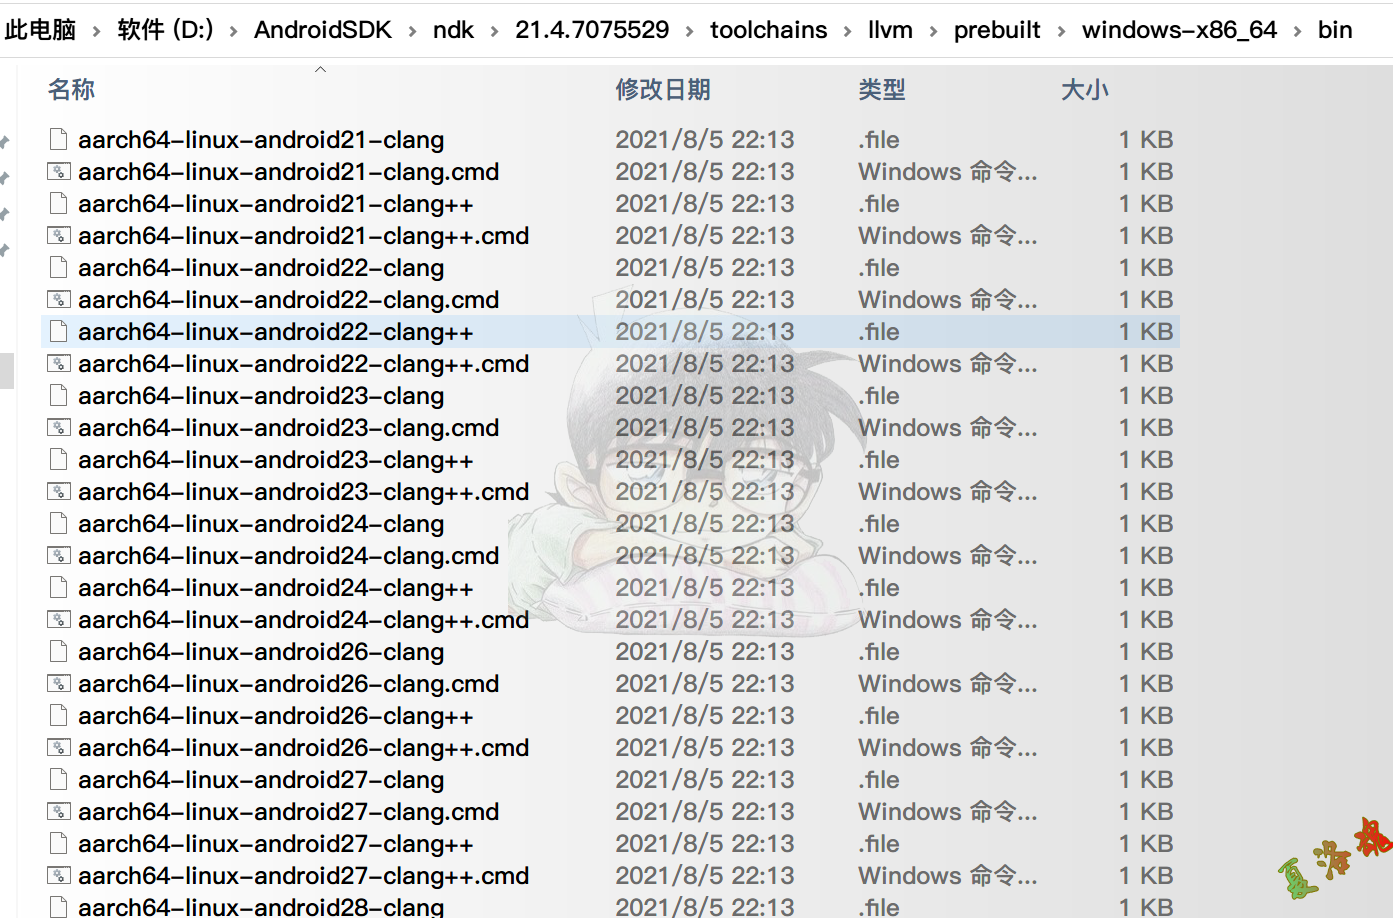 此电脑 › 软件 (D:) › AndroidSDK › ndk › 21.4.7075529 › toolchains › llvm › prebuilt › windows-x86_64 › bin
名称 修改日期 类型 大小
aarch64-linux-android21-clang 2021/8/5 22:13 .file 1 KB
aarch64-linux-android21-clang.cmd 2021/8/5 22:13 Windows 命令... 1 KB
aarch64-linux-android21-clang++ 2021/8/5 22:13 .file 1 KB
aarch64-linux-android21-clang++.cmd 2021/8/5 22:13 Windows 命令... 1 KB
aarch64-linux-android22-clang 2021/8/5 22:13 .file 1 KB
aarch64-linux-android22-clang.cmd 2021/8/5 22:13 Windows 命令... 1 KB
aarch64-linux-android22-clang++ 2021/8/5 22:13 .file 1 KB
aarch64-linux-android22-clang++.cmd 2021/8/5 22:13 Windows 命令... 1 KB
aarch64-linux-android23-clang 2021/8/5 22:13 .file 1 KB
aarch64-linux-android23-clang.cmd 2021/8/5 22:13 Windows 命令... 1 KB
aarch64-linux-android23-clang++ 2021/8/5 22:13 .file 1 KB
aarch64-linux-android23-clang++.cmd 2021/8/5 22:13 Windows 命令... 1 KB
aarch64-linux-android24-clang 2021/8/5 22:13 .file 1 KB
aarch64-linux-android24-clang.cmd 2021/8/5 22:13 Windows 命令... 1 KB
aarch64-linux-android24-clang++ 2021/8/5 22:13 .file 1 KB
aarch64-linux-android24-clang++.cmd 2021/8/5 22:13 Windows 命令... 1 KB
aarch64-linux-android26-clang 2021/8/5 22:13 .file 1 KB
aarch64-linux-android26-clang.cmd 2021/8/5 22:13 Windows 命令... 1 KB
aarch64-linux-android26-clang++ 2021/8/5 22:13 .file 1 KB
aarch64-linux-android26-clang++.cmd 2021/8/5 22:13 Windows 命令... 1 KB
aarch64-linux-android27-clang 2021/8/5 22:13 .file 1 KB
aarch64-linux-android27-clang.cmd 2021/8/5 22:13 Windows 命令... 1 KB
aarch64-linux-android27-clang++ 2021/8/5 22:13 .file 1 KB
aarch64-linux-android27-clang++.cmd 2021/8/5 22:13 Windows 命令... 1 KB
aarch64-linux-android28-clang 2021/8/5 22:13 .file 1 KB